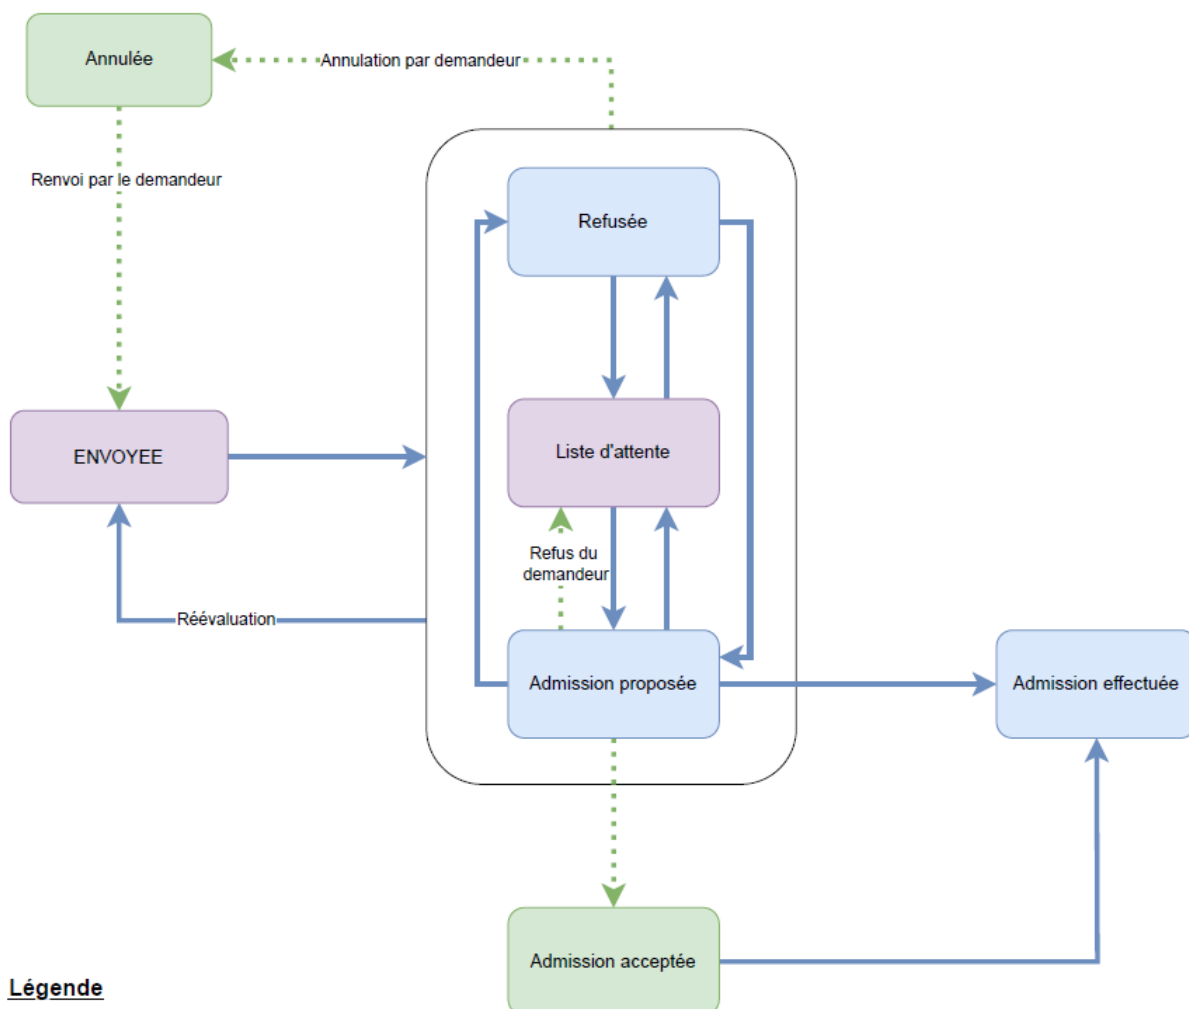 Annulée
Annulation par demandeur
Renvoi par le demandeur
Refusée
ENVOYEE
Liste d'attente
Refus du
demandeur
Réévaluation
Admission proposée
Admission effectuée
Admission acceptée
Légende